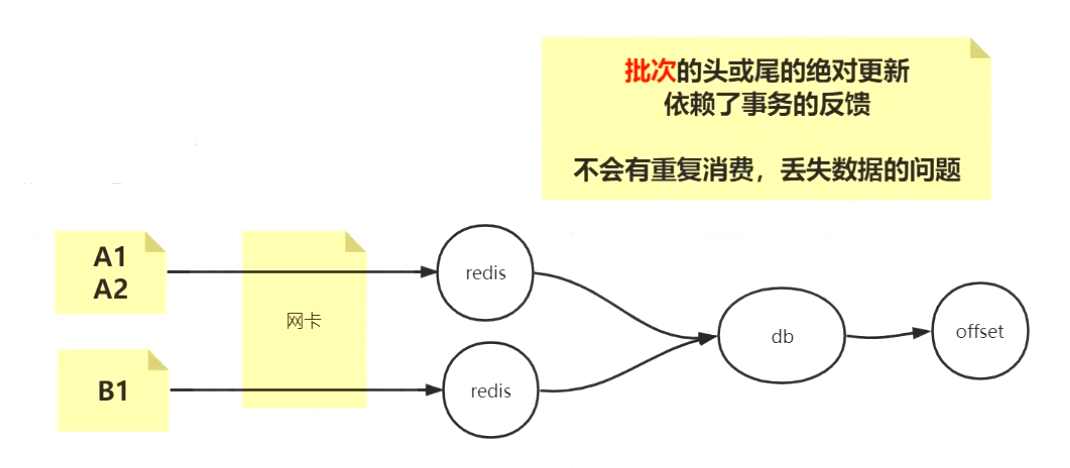 批次的头或尾的绝对更新
依赖了事务的反馈
不会有重复消费，丢失数据的问题
A1
A2
网卡
redis
db
offset
B1
redis